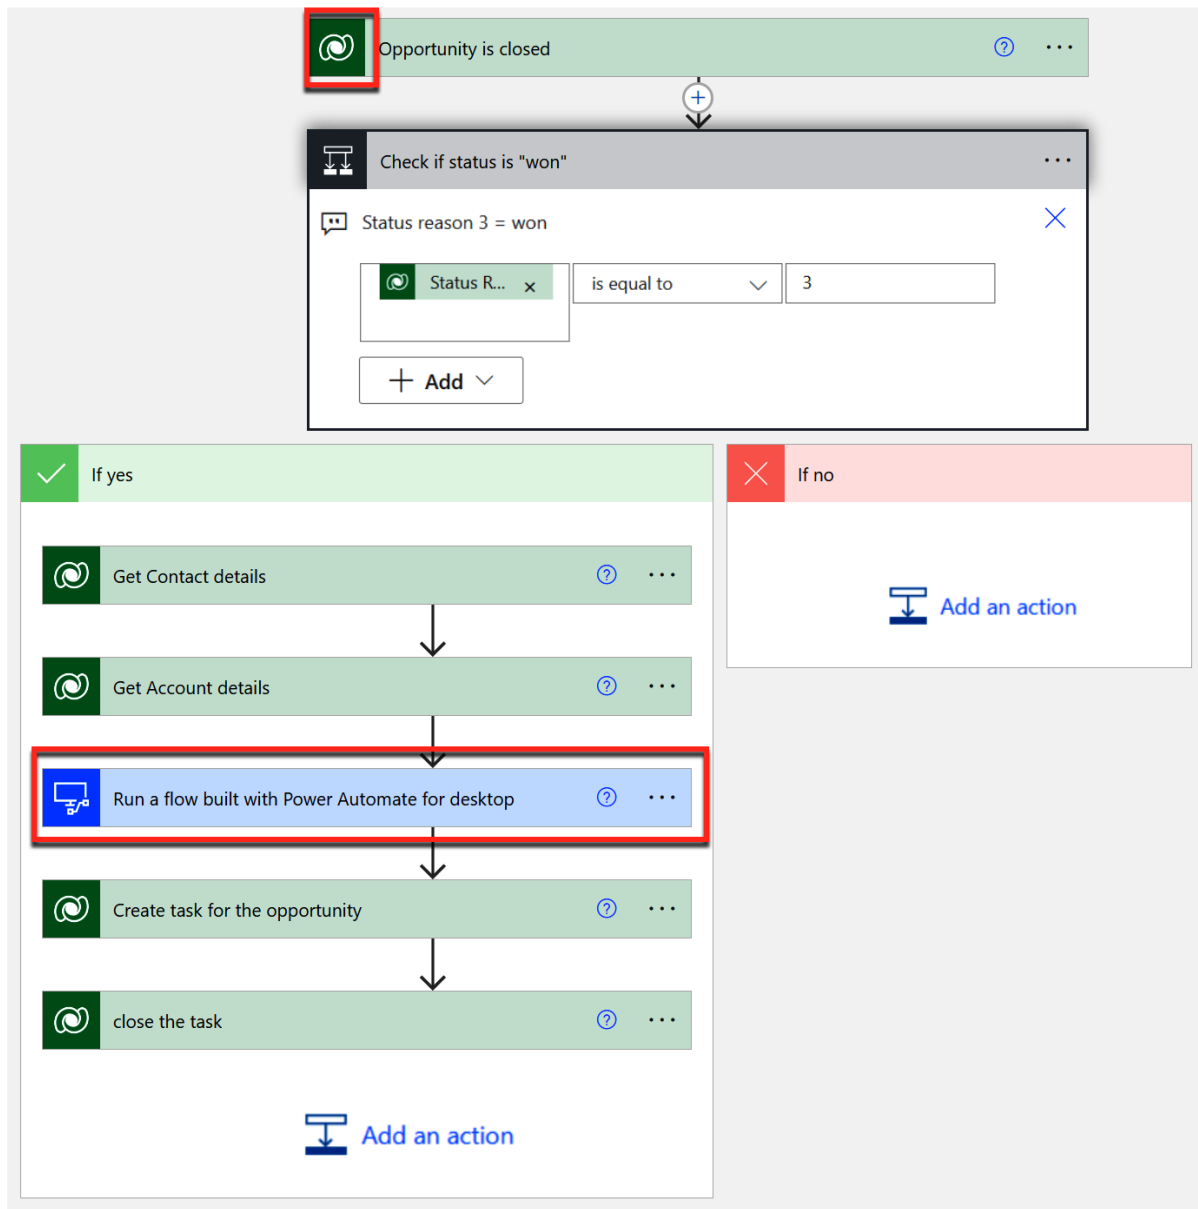 Opportunity is closed
Check if status is "won"
Status reason 3 = won
Status R... × is equal to 3
+ Add
If yes
If no
Get Contact details
Add an action
Get Account details
Run a flow built with Power Automate for desktop
Create task for the opportunity
close the task
Add an action